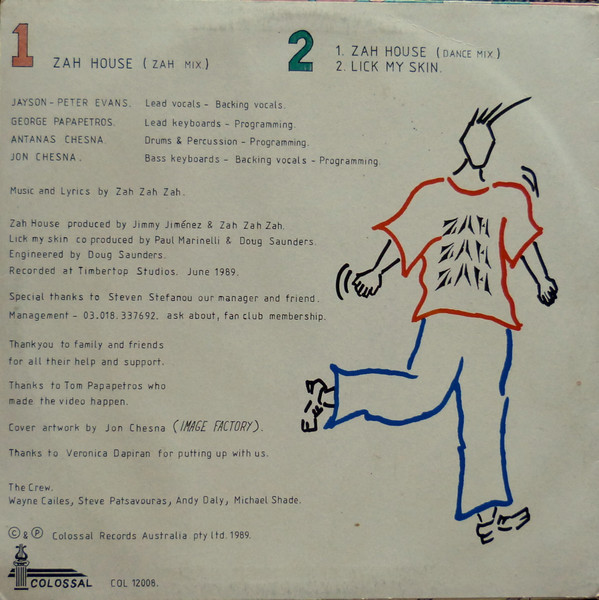 1 ZAH HOUSE (ZAH MIX.)
2 1. ZAH HOUSE (DANCE MIX)
2. LICK MY SKIN.
JAYSON-PETER EVANS. Lead vocals - Backing vocals.
GEORGE PAPAPETROS. Lead keyboards - Programming.
ANTANAS CHESNA. Drums & Percussion - Programming.
JON CHESNA. Bass keyboards - Backing vocals - Programming.
Music and Lyrics by Zah Zah Zah.
Zah House produced by Jimmy Jiménez & Zah Zah Zah.
Lick my skin co produced by Paul Marinelli & Doug Saunders.
Engineered by Doug Saunders.
Recorded at Timbertop Studios. June 1989.
Special thanks to Steven Stefanou our manager and friend.
Management - 03.018.337692. ask about, fan club membership.
Thankyou to family and friends
for all their help and support.
Thanks to Tom Papapetros who
made the video happen.
Cover artwork by Jon Chesna (IMAGE FACTORY).
Thanks to Veronica Dapiran for putting up with us.
The Crew.
Wayne Cailes, Steve Patsavouras, Andy Daly, Michael Shade.
© & ℗ Colossal Records Australia pty ltd. 1989.
COLOSSAL COL 12008.
ZAH
ZAH
ZAH